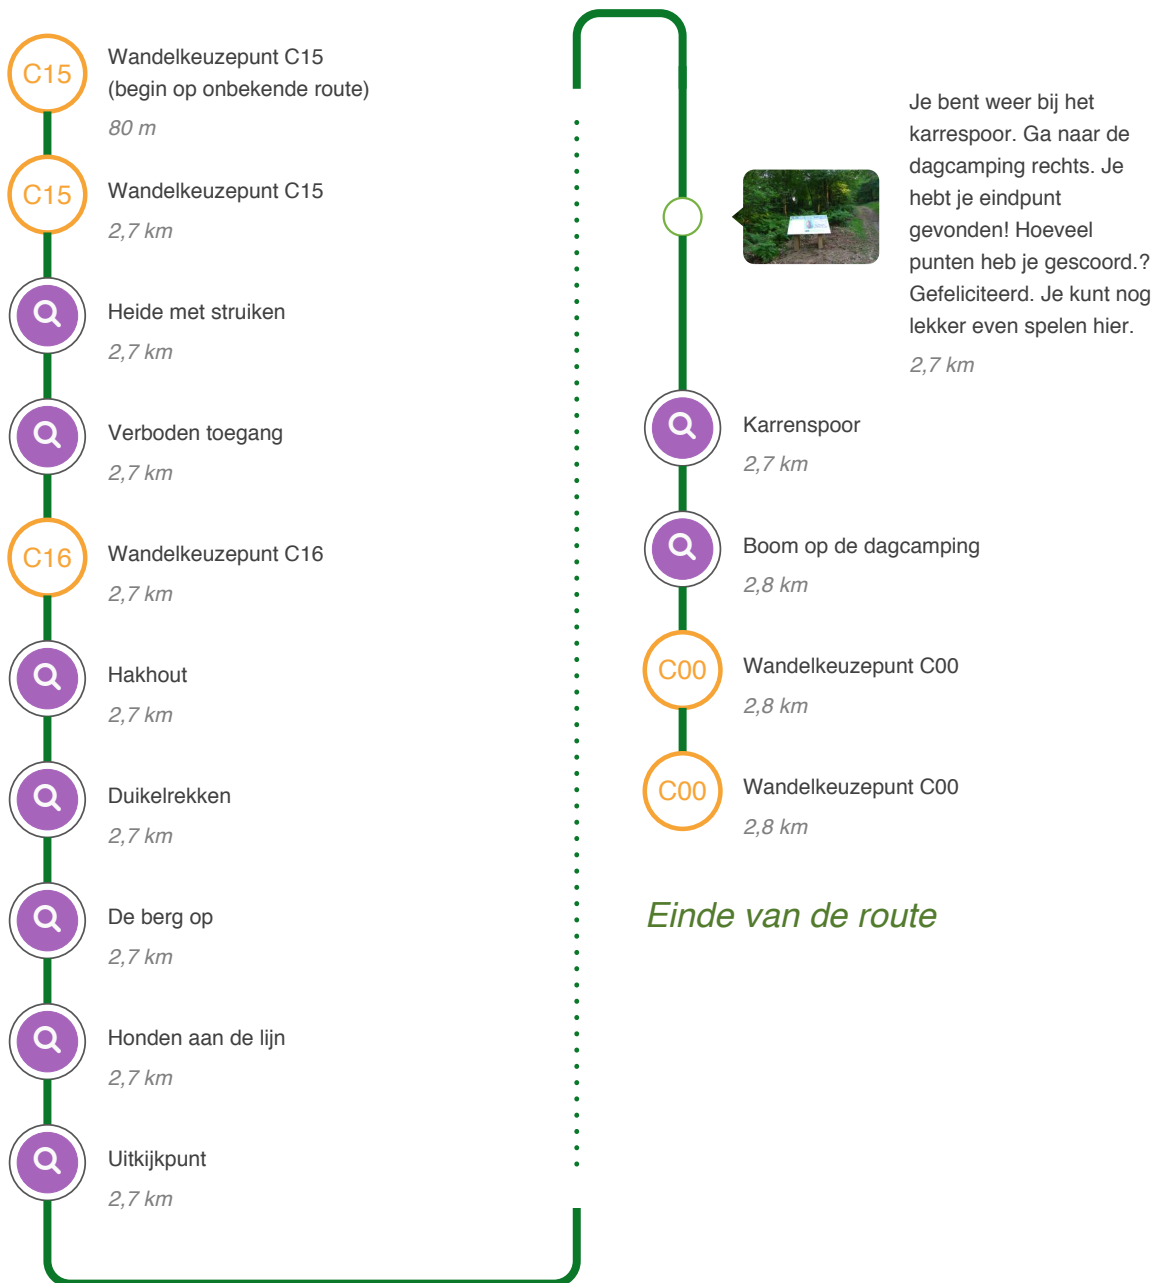 C15
Wandelkeuzepunt C15
(begin op onbekende route)
80 m
C15
Wandelkeuzepunt C15
2,7 km
Heide met struiken
2,7 km
Verboden toegang
2,7 km
C16
Wandelkeuzepunt C16
2,7 km
Hakhout
2,7 km
Duikelrekken
2,7 km
De berg op
2,7 km
Honden aan de lijn
2,7 km
Uitkijkpunt
2,7 km
Je bent weer bij het
karrespoor. Ga naar de
dagcamping rechts. Je
hebt je eindpunt
gevonden! Hoeveel
punten heb je gescoord.?
Gefeliciteerd. Je kunt nog
lekker even spelen hier.
2,7 km
Karrenspoor
2,7 km
Boom op de dagcamping
2,8 km
C00
Wandelkeuzepunt C00
2,8 km
C00
Wandelkeuzepunt C00
2,8 km
Einde van de route